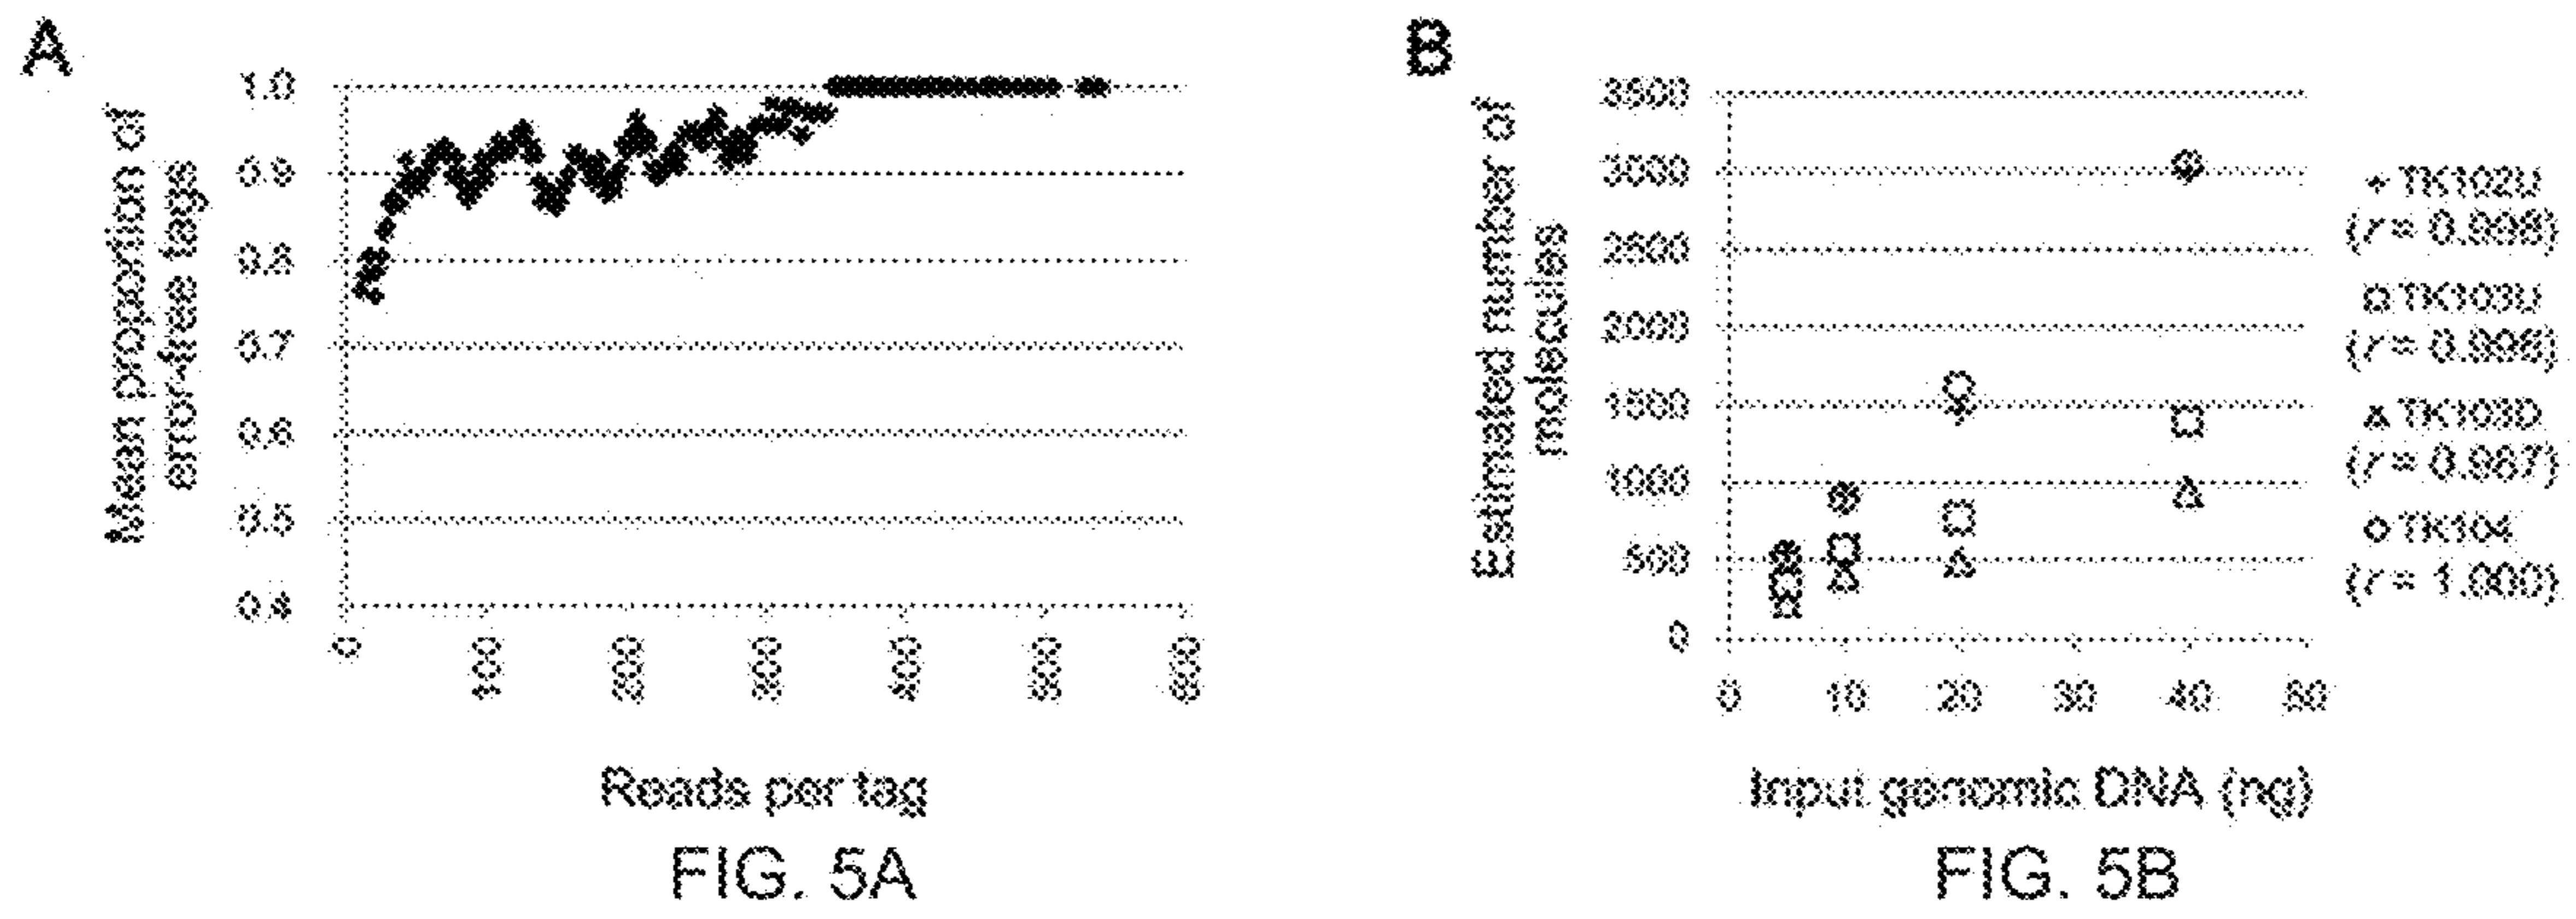 A
Mean proportion of
error-free tags
1.0
0.9
0.8
0.7
0.6
0.5
0.4
0
100
200
300
400
500
600
Reads per tag
FIG. 5A
B
Estimated number of
molecules
3500
3000
2500
2000
1500
1000
500
0
0
10
20
30
40
50
Input genomic DNA (ng)
TK102U
(r = 0.998)
TK103U
(r = 0.996)
TK103D
(r = 0.987)
TK104
(r = 1.000)
FIG. 5B